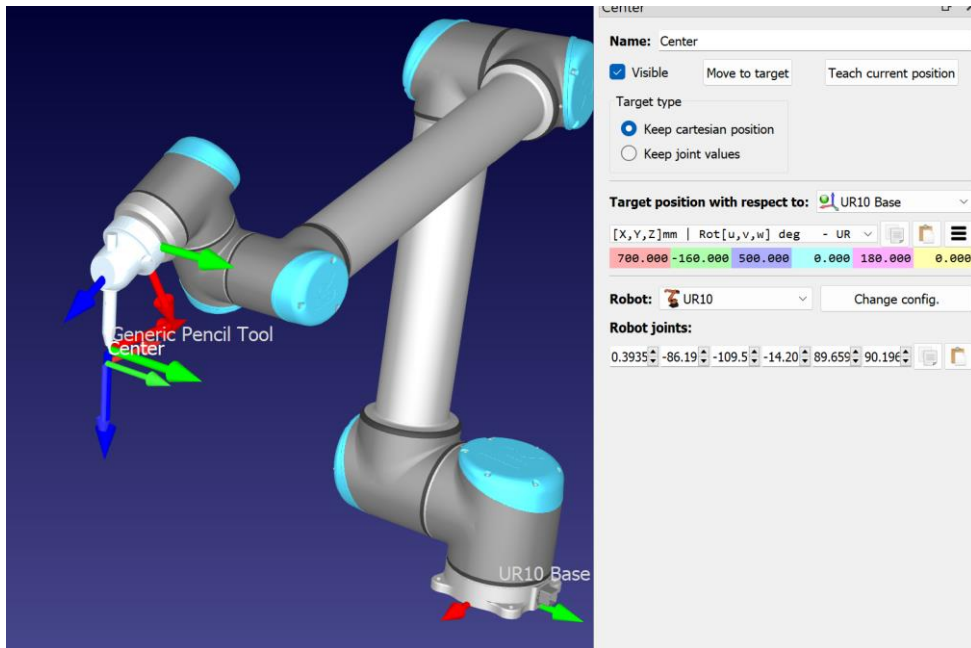 Center
Name: Center
Visible
Move to target
Teach current position
Target type
Keep cartesian position
Keep joint values
Target position with respect to: UR10 Base
[X,Y,Z]mm | Rot[u,v,w] deg - UR
700.000 -160.000 500.000 0.000 180.000 0.000
Robot: UR10
Change config.
Robot joints:
0.3935 -86.19 -109.5 -14.20 89.659 90.196
Generic Pencil Tool
Center
UR10 Base